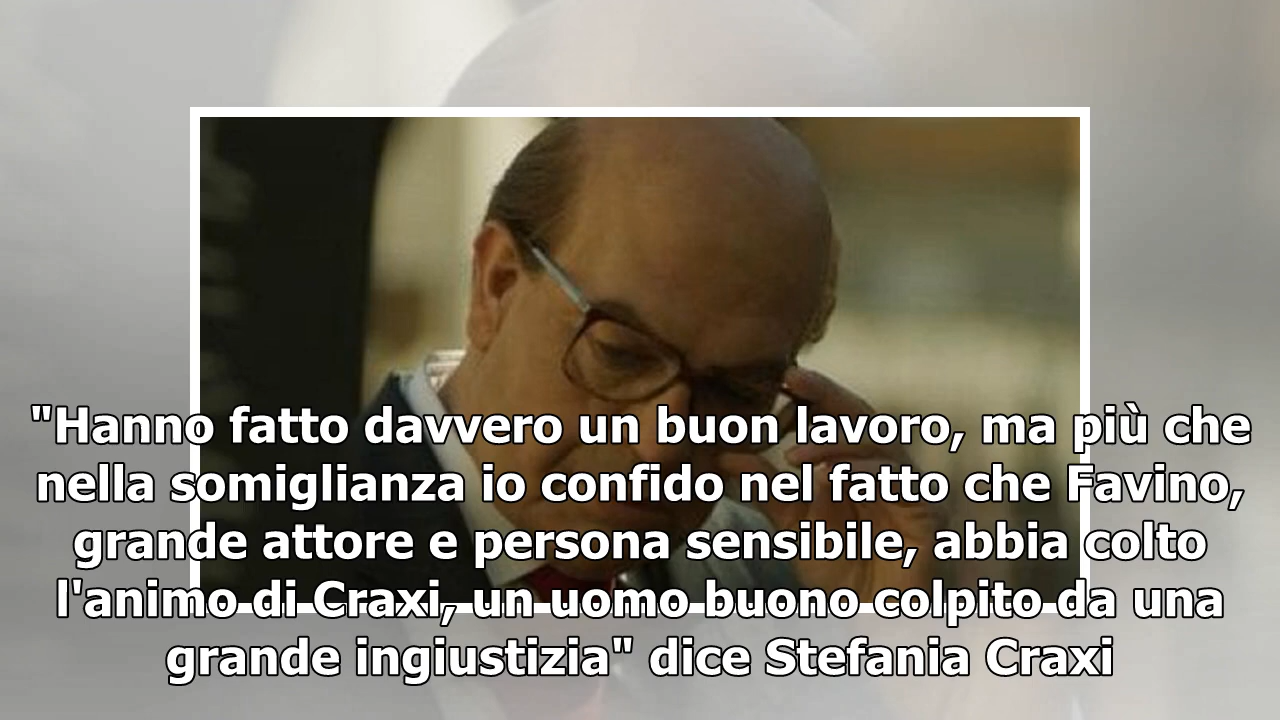 "Hanno fatto davvero un buon lavoro, ma più che
nella somiglianza io confido nel fatto che Favino,
grande attore e persona sensibile, abbia colto
l'animo di Craxi, un uomo buono colpito da una
grande ingiustizia" dice Stefania Craxi